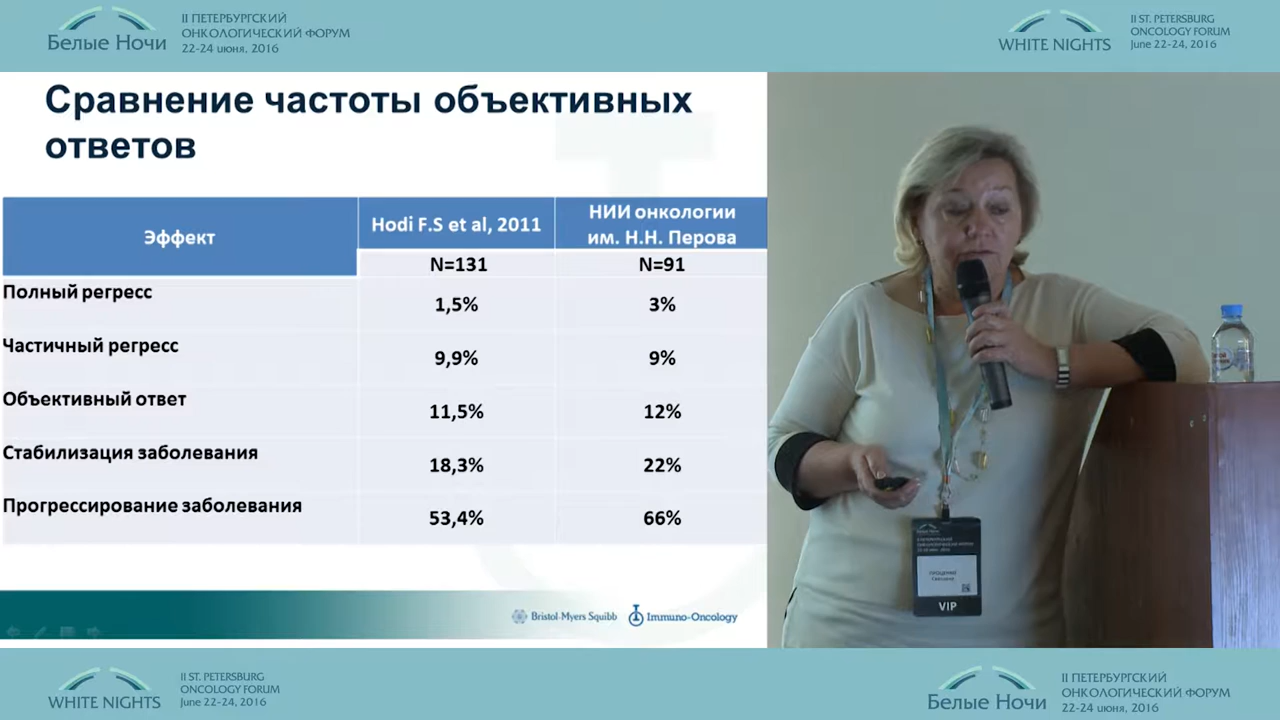 II ПЕТЕРБУРГСКИЙ
ОНКОЛОГИЧЕСКИЙ ФОРУМ
Белые Ночи
22-24 июня, 2016
II ST. PETERSBURG
ONCOLOGY FORUM
WHITE NIGHTS
June 22-24, 2016
Сравнение частоты объективных
ответов
Эффект
Hodi F.S et al, 2011
НИИ онкологии
им. Н.Н. Перова
N=131
N=91
Полный регресс
1,5%
3%
Частичный регресс
9,9%
9%
Объективный ответ
11,5%
12%
Стабилизация заболевания
18,3%
22%
Прогрессирование заболевания
53,4%
66%
Bristol-Myers Squibb
Immuno-Oncology
VIP
II ST. PETERSBURG
ONCOLOGY FORUM
WHITE NIGHTS
June 22-24, 2016
II ПЕТЕРБУРГСКИЙ
ОНКОЛОГИЧЕСКИЙ ФОРУМ
Белые Ночи
22-24 июня, 2016